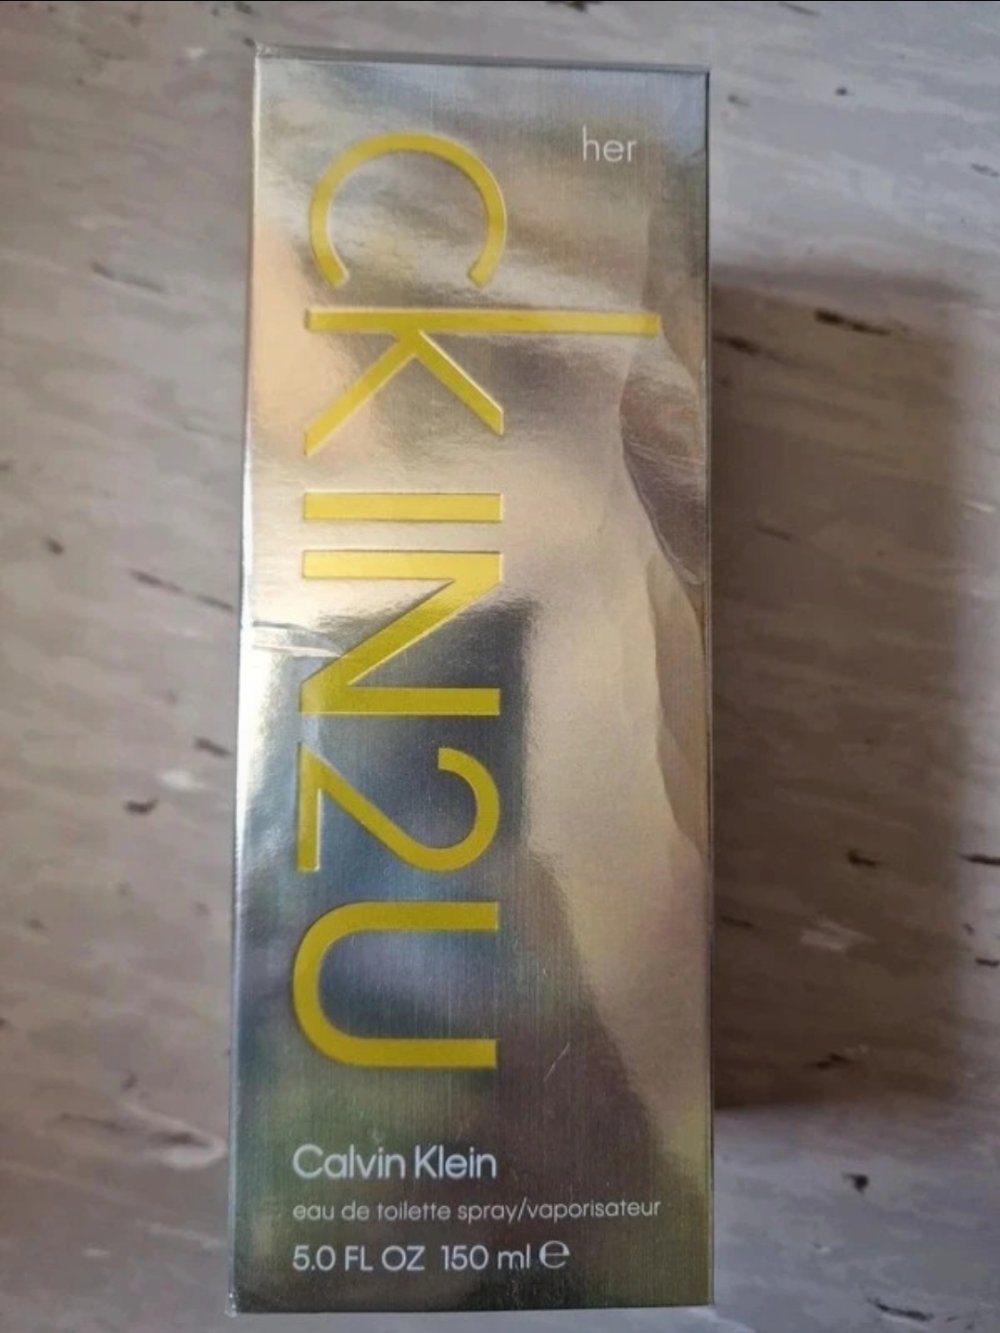 her
ckIN2U
Calvin Klein
eau de toilette spray/vaporisateur
5.0 FL OZ 150 ml ℮